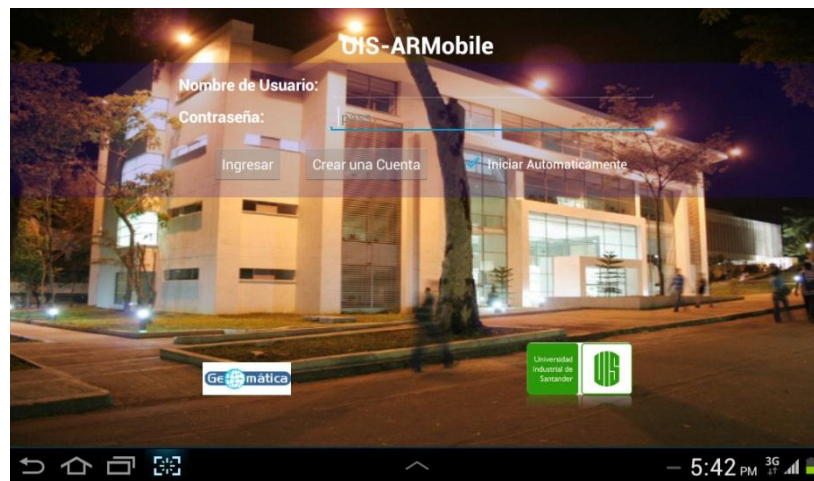 UIS-ARMobile
Nombre de Usuario:
Contraseña:
Ingresar
Crear una Cuenta
Iniciar Automaticamente
Geomática
Universidad
Industrial de
Santander
UIS
5:42 PM 3G